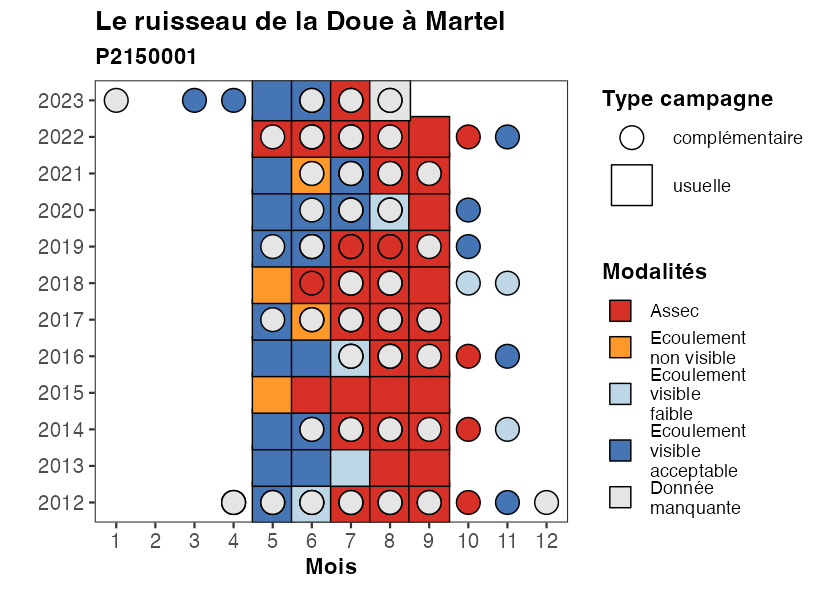 Le ruisseau de la Doue à Martel
P2150001
2023
2022
2021
2020
2019
2018
2017
2016
2015
2014
2013
2012
1 2 3 4 5 6 7 8 9 10 11 12
Mois
Type campagne
complémentaire
usuelle
Modalités
Assec
Ecoulement
non visible
Ecoulement
visible
faible
Ecoulement
visible
acceptable
Donnée
manquante